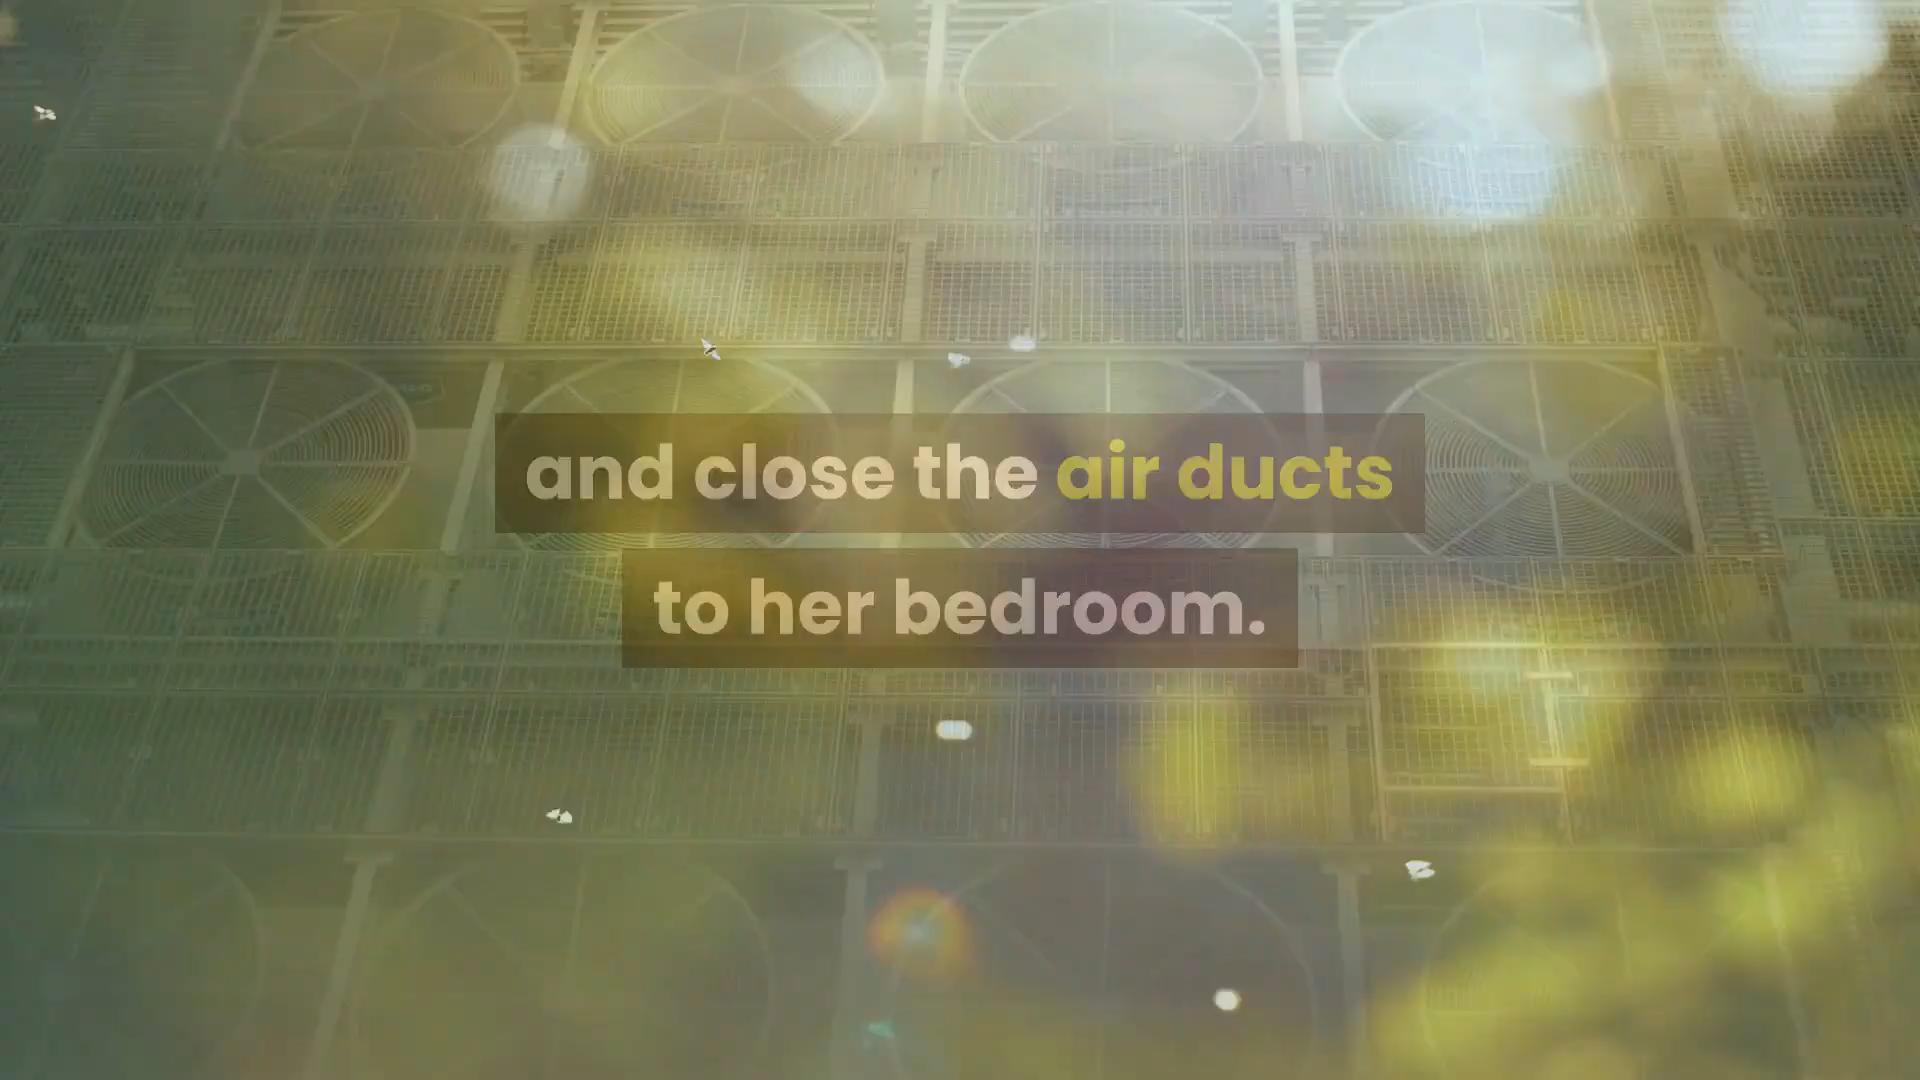 and close the air ducts
to her bedroom.